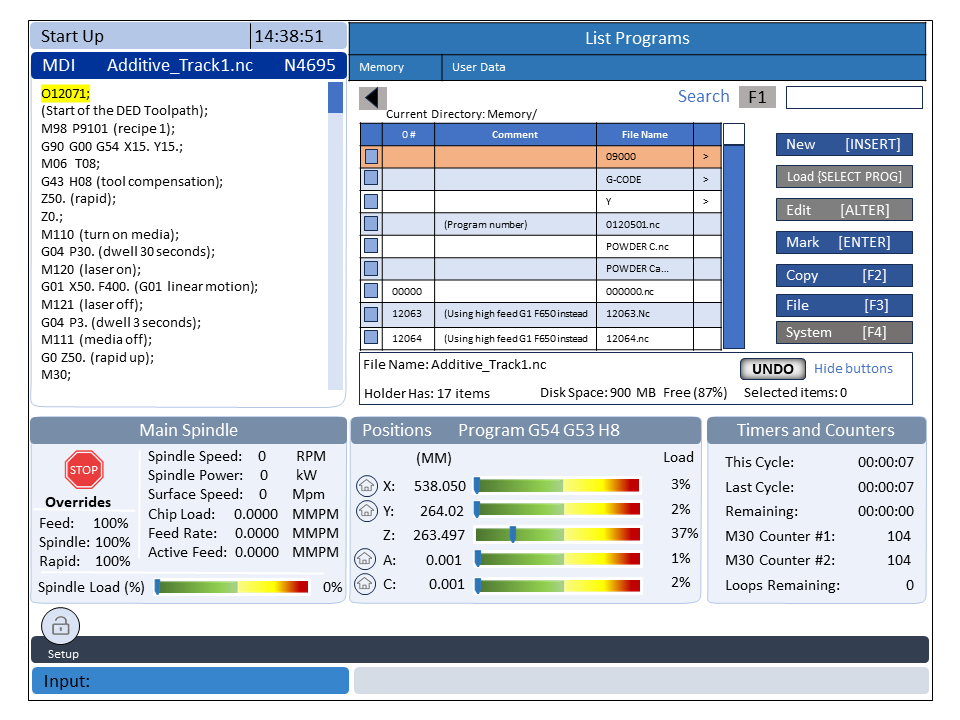 Start Up 14:38:51
MDI Additive_Track1.nc N4695
O12071;
(Start of the DED Toolpath);
M98 P9101 (recipe 1);
G90 G00 G54 X15. Y15.;
M06 T08;
G43 H08 (tool compensation);
Z50. (rapid);
Z0.;
M110 (turn on media);
G04 P30. (dwell 30 seconds);
M120 (laser on);
G01 X50. F400. (G01 linear motion);
M121 (laser off);
G04 P3. (dwell 3 seconds);
M111 (media off);
G0 Z50. (rapid up);
M30;
List Programs
Memory User Data
Search F1
Current Directory: Memory/
0 # Comment File Name
09000 >
G-CODE >
Y >
(Program number) 0120501.nc
POWDER C.nc
POWDER Ca...
00000 000000.nc
12063 (Using high feed G1 F650 instead 12063.Nc
12064 (Using high feed G1 F650 instead 12064.nc
New [INSERT]
Load {SELECT PROG]
Edit [ALTER]
Mark [ENTER]
Copy [F2]
File [F3]
System [F4]
File Name: Additive_Track1.nc
UNDO Hide buttons
Holder Has: 17 items Disk Space: 900 MB Free (87%) Selected items: 0
Main Spindle
STOP
Overrides
Feed: 100%
Spindle: 100%
Rapid: 100%
Spindle Speed: 0 RPM
Spindle Power: 0 kW
Surface Speed: 0 Mpm
Chip Load: 0.0000 MMPM
Feed Rate: 0.0000 MMPM
Active Feed: 0.0000 MMPM
Spindle Load (%) 0%
Positions Program G54 G53 H8
(MM) Load
X: 538.050 3%
Y: 264.02 2%
Z: 263.497 37%
A: 0.001 1%
C: 0.001 2%
Timers and Counters
This Cycle: 00:00:07
Last Cycle: 00:00:07
Remaining: 00:00:00
M30 Counter #1: 104
M30 Counter #2: 104
Loops Remaining: 0
Setup
Input: